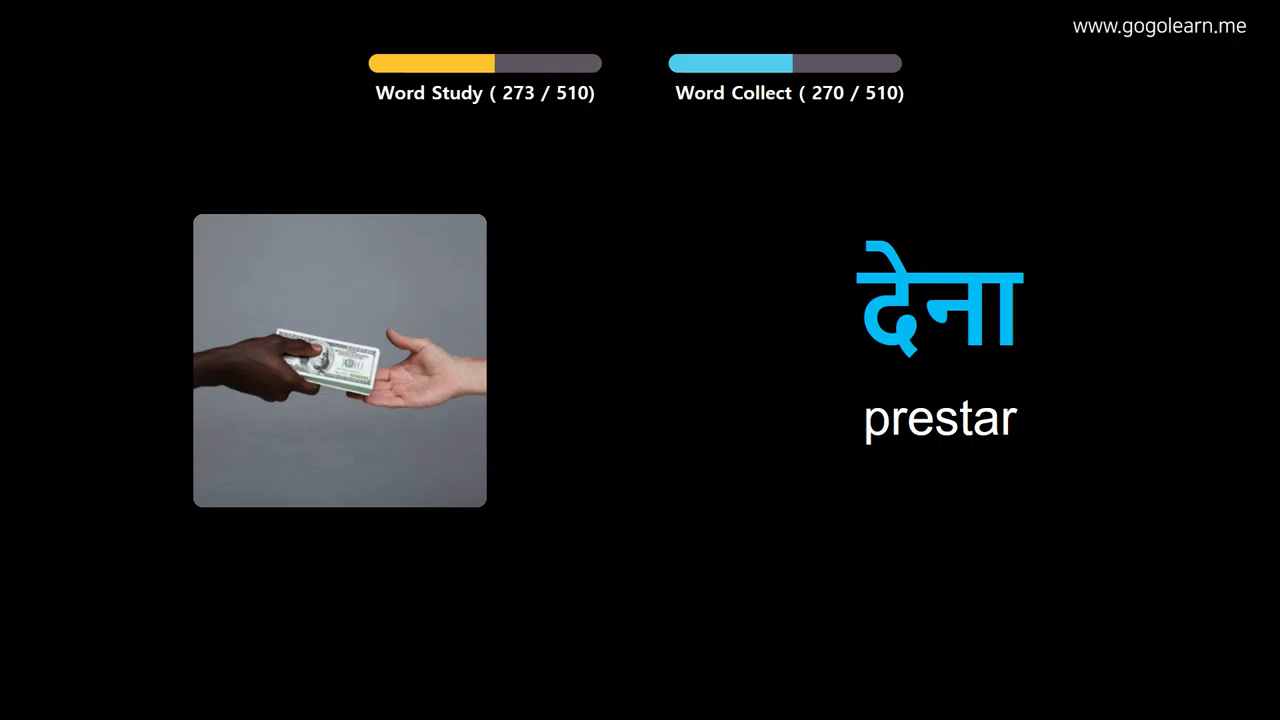 www.gogolearn.me
Word Study ( 273 / 510)
Word Collect ( 270 / 510)
देना
prestar